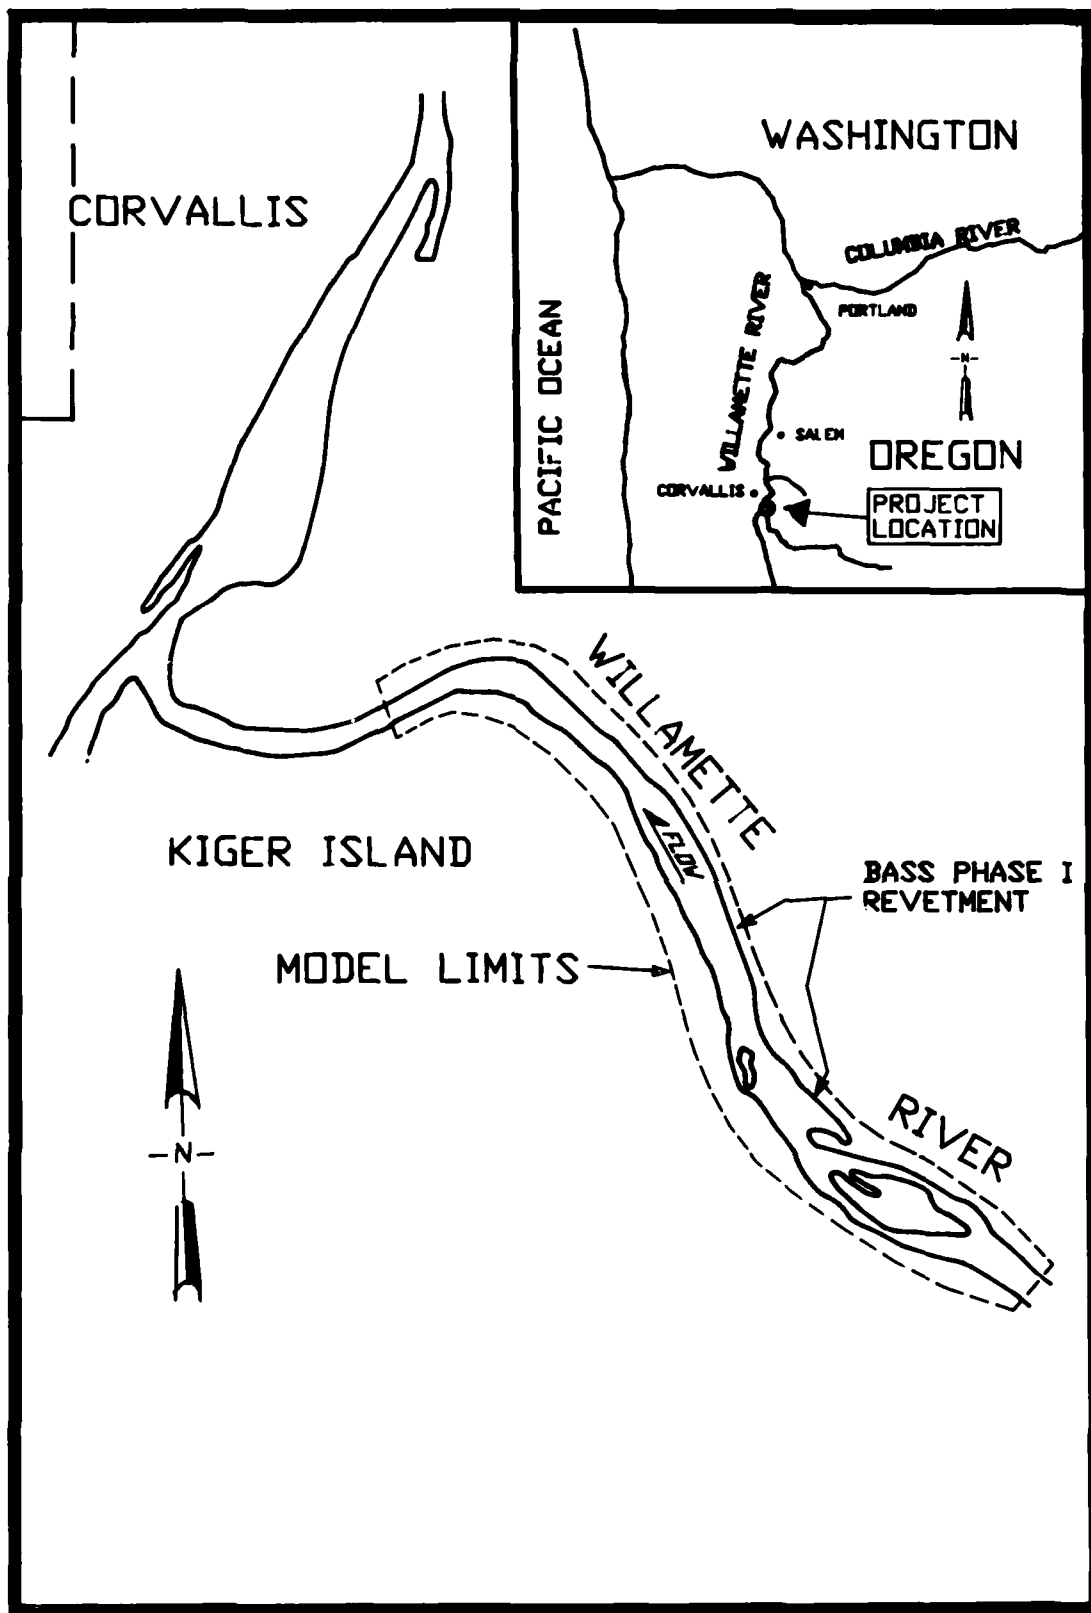 CORVALLIS
WASHINGTON
COLUMBIA RIVER
PORTLAND
WILLAMETTE RIVER
PACIFIC OCEAN
-N-
SALEM
OREGON
CORVALLIS
PROJECT
LOCATION
WILLAMETTE
FLOW
KIGER ISLAND
BASS PHASE I
REVETMENT
MODEL LIMITS
RIVER
-N-